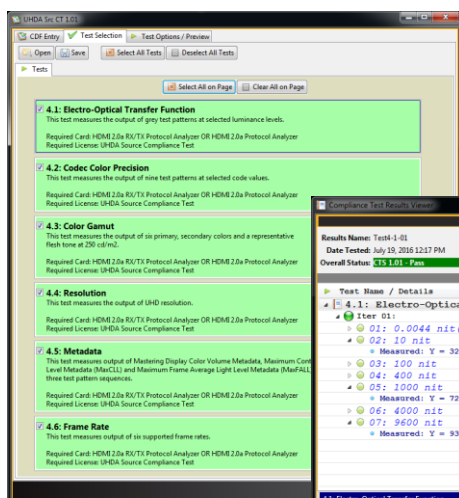 UHDA Src CT 1.01
CDF Entry Test Selection Test Options / Preview
Open Save Select All Tests Deselect All Tests
Tests
Select All on Page Clear All on Page
4.1: Electro-Optical Transfer Function
This test measures the output of grey test patterns at selected luminance levels.
Required Card: HDMI 2.0a RX/TX Protocol Analyzer OR HDMI 2.0a Protocol Analyzer
Required License: UHDA Source Compliance Test
4.2: Codec Color Precision
This test measures the output of nine test patterns at selected code values.
Required Card: HDMI 2.0a RX/TX Protocol Analyzer OR HDMI 2.0a Protocol Analyzer
Required License: UHDA Source Compliance Test
4.3: Color Gamut
This test measures the output of six primary, secondary colors and a representative
flesh tone at 250 cd/m2.
Required Card: HDMI 2.0a RX/TX Protocol Analyzer OR HDMI 2.0a Protocol Analyzer
Required License: UHDA Source Compliance Test
4.4: Resolution
This test measures the output of UHD resolution.
Required Card: HDMI 2.0a RX/TX Protocol Analyzer OR HDMI 2.0a Protocol Analyzer
Required License: UHDA Source Compliance Test
4.5: Metadata
This test measures output of Mastering Display Color Volume Metadata, Maximum Cont
Level Metadata (MaxCLL) and Maximum Frame Average Light Level Metadata (MaxFALL)
three test pattern sequences.
Required Card: HDMI 2.0a RX/TX Protocol Analyzer OR HDMI 2.0a Protocol Analyzer
Required License: UHDA Source Compliance Test
4.6: Frame Rate
This test measures output of six supported frame rates.
Required Card: HDMI 2.0a RX/TX Protocol Analyzer OR HDMI 2.0a Protocol Analyzer
Required License: UHDA Source Compliance Test
Compliance Test Results Viewer
Results Name: Test4-1-01
Date Tested: July 19, 2016 12:17 PM
Overall Status: CTS 1.01 - Pass
Test Name / Details
4.1: Electro-Optica
Iter 01:
01: 0.0044 nit
02: 10 nit
Measured: Y = 32
03: 100 nit
04: 400 nit
05: 1000 nit
Measured: Y = 72
06: 4000 nit
07: 9600 nit
Measured: Y = 93